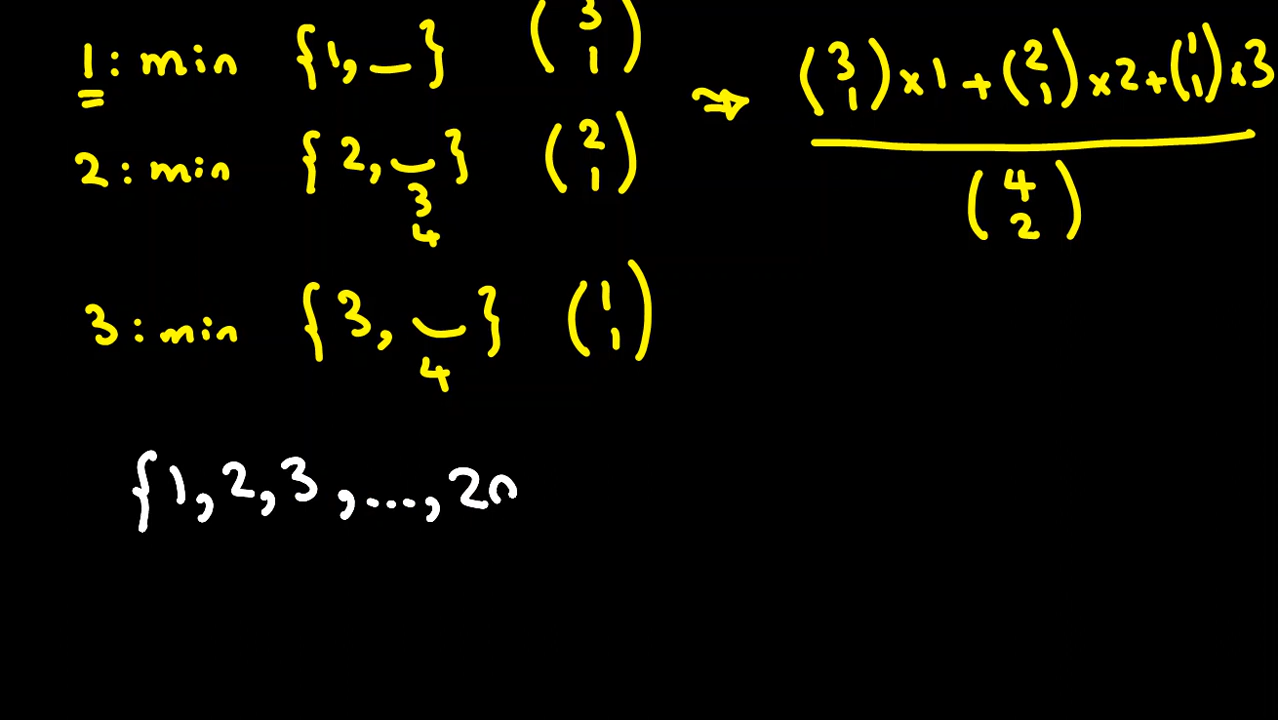 1: min {1, _} (3 1) ⇒ (3 1)×1+(2 1)×2+(1 1)×3
2: min {2, _} (2 1) (4 2)
3
4
3: min {3, _} (1 1)
4
{1,2,3,...,20